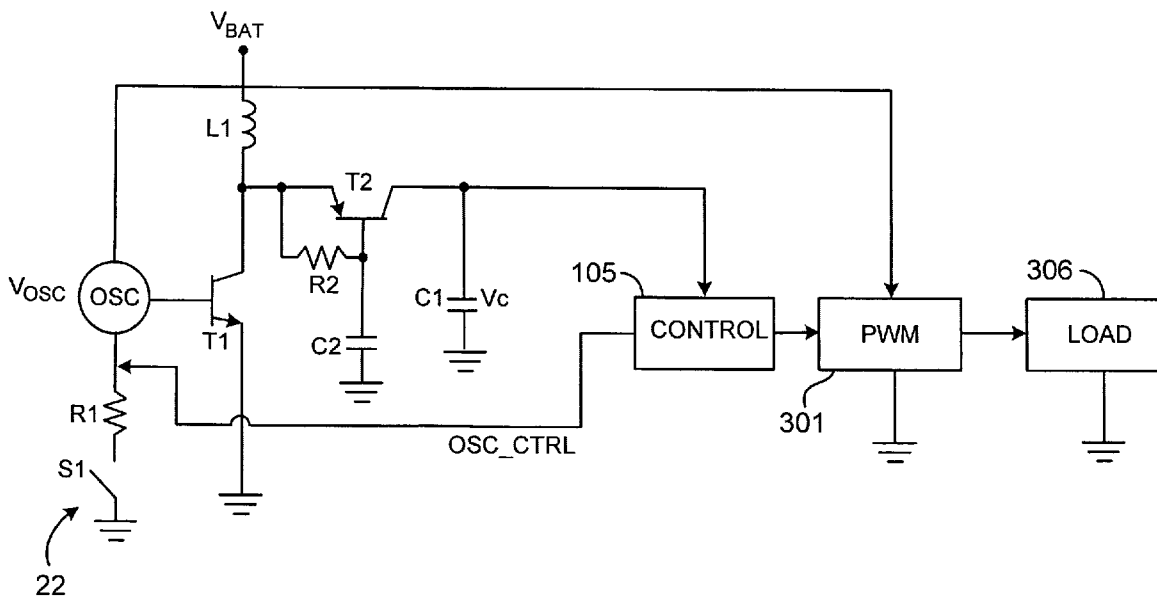 V_BAT
L1
T2
R2
V_OSC
OSC
T1
C1
Vc
C2
105
CONTROL
PWM
301
306
LOAD
R1
OSC_CTRL
S1
22